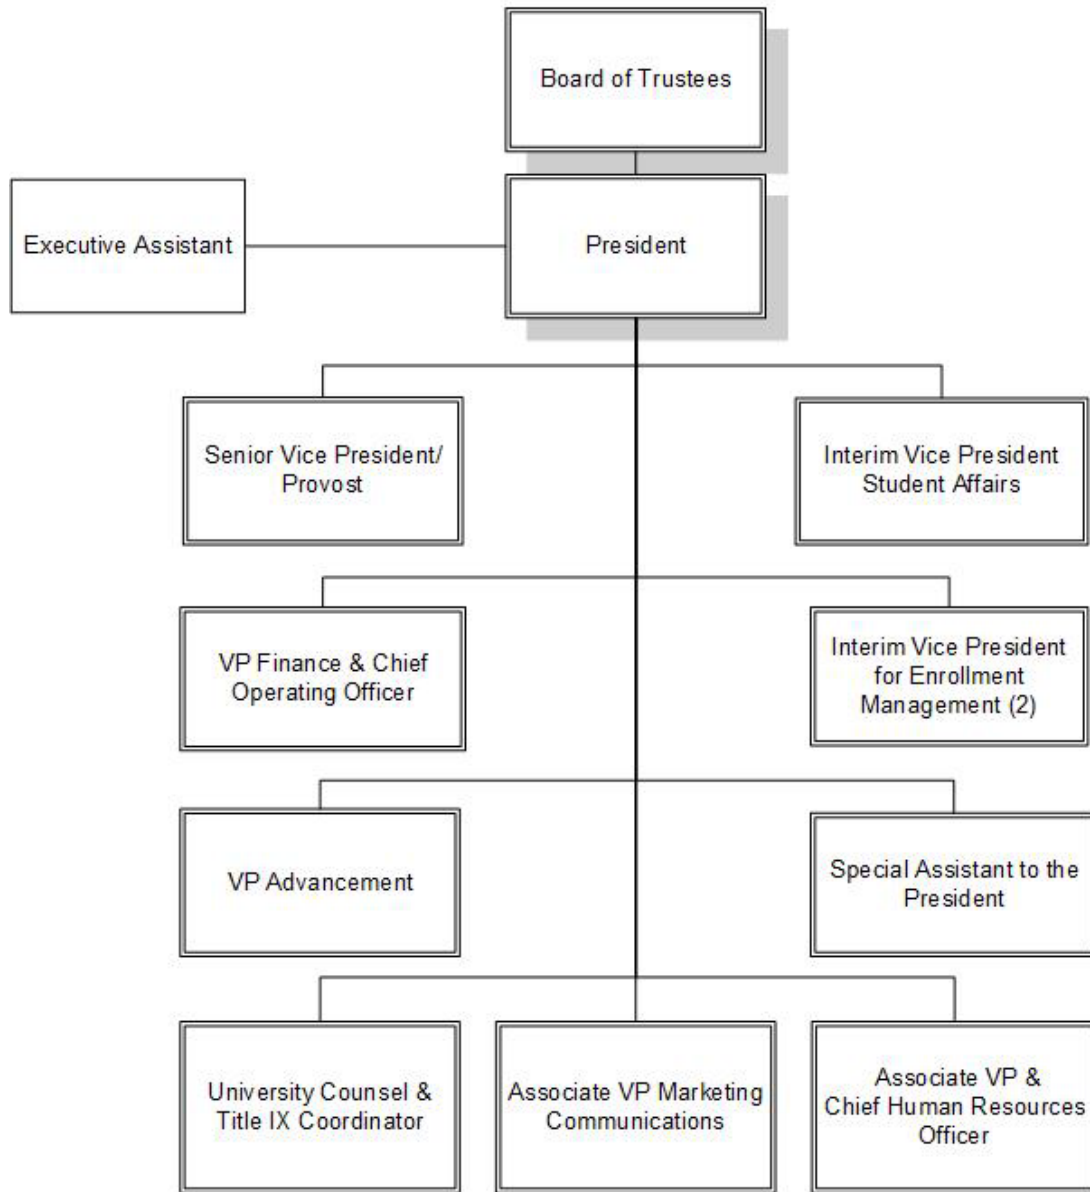 Board of Trustees
Executive Assistant
President
Senior Vice President/
Provost
Interim Vice President
Student Affairs
VP Finance & Chief
Operating Officer
Interim Vice President
for Enrollment
Management (2)
VP Advancement
Special Assistant to the
President
University Counsel &
Title IX Coordinator
Associate VP Marketing
Communications
Associate VP &
Chief Human Resources
Officer